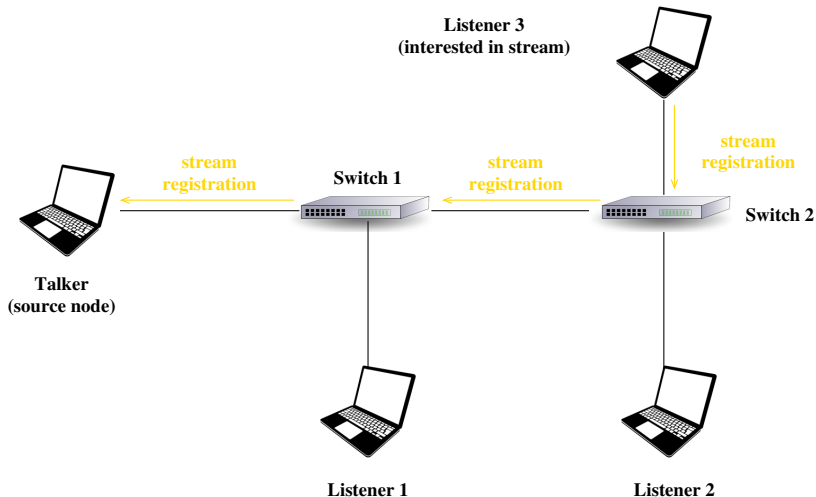 Listener 3
(interested in stream)
stream
registration
stream
registration
stream
registration
Switch 1
Switch 2
Talker
(source node)
Listener 1
Listener 2